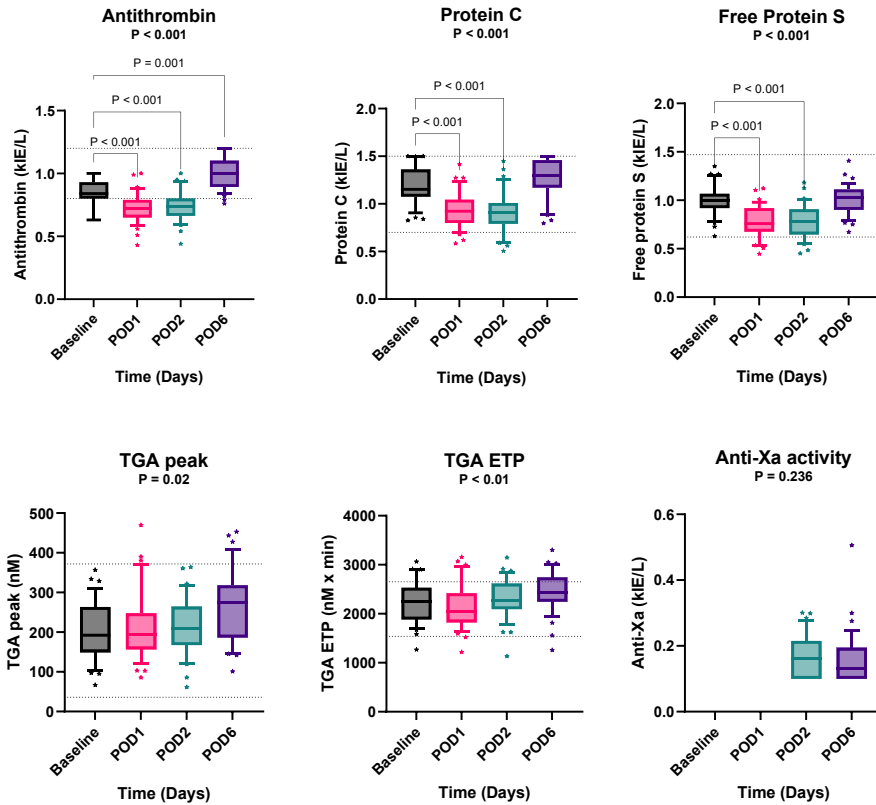 Antithrombin
P < 0.001
P = 0.001
P < 0.001
P < 0.001
Antithrombin (kIE/L)
1.5
1.0
0.5
0.0
Baseline
POD1
POD2
POD6
Time (Days)
Protein C
P < 0.001
P < 0.001
P < 0.001
Protein C (kIE/L)
2.0
1.5
1.0
0.5
0.0
Baseline
POD1
POD2
POD6
Time (Days)
Free Protein S
P < 0.001
P < 0.001
P < 0.001
Free protein S (kIE/L)
2.0
1.5
1.0
0.5
0.0
Baseline
POD1
POD2
POD6
Time (Days)
TGA peak
P = 0.02
TGA peak (nM)
500
400
300
200
100
0
Baseline
POD1
POD2
POD6
Time (Days)
TGA ETP
P < 0.01
TGA ETP (nM x min)
4000
3000
2000
1000
0
Baseline
POD1
POD2
POD6
Time (Days)
Anti-Xa activity
P = 0.236
Anti-Xa (kIE/L)
0.6
0.4
0.2
0.0
Baseline
POD1
POD2
POD6
Time (Days)